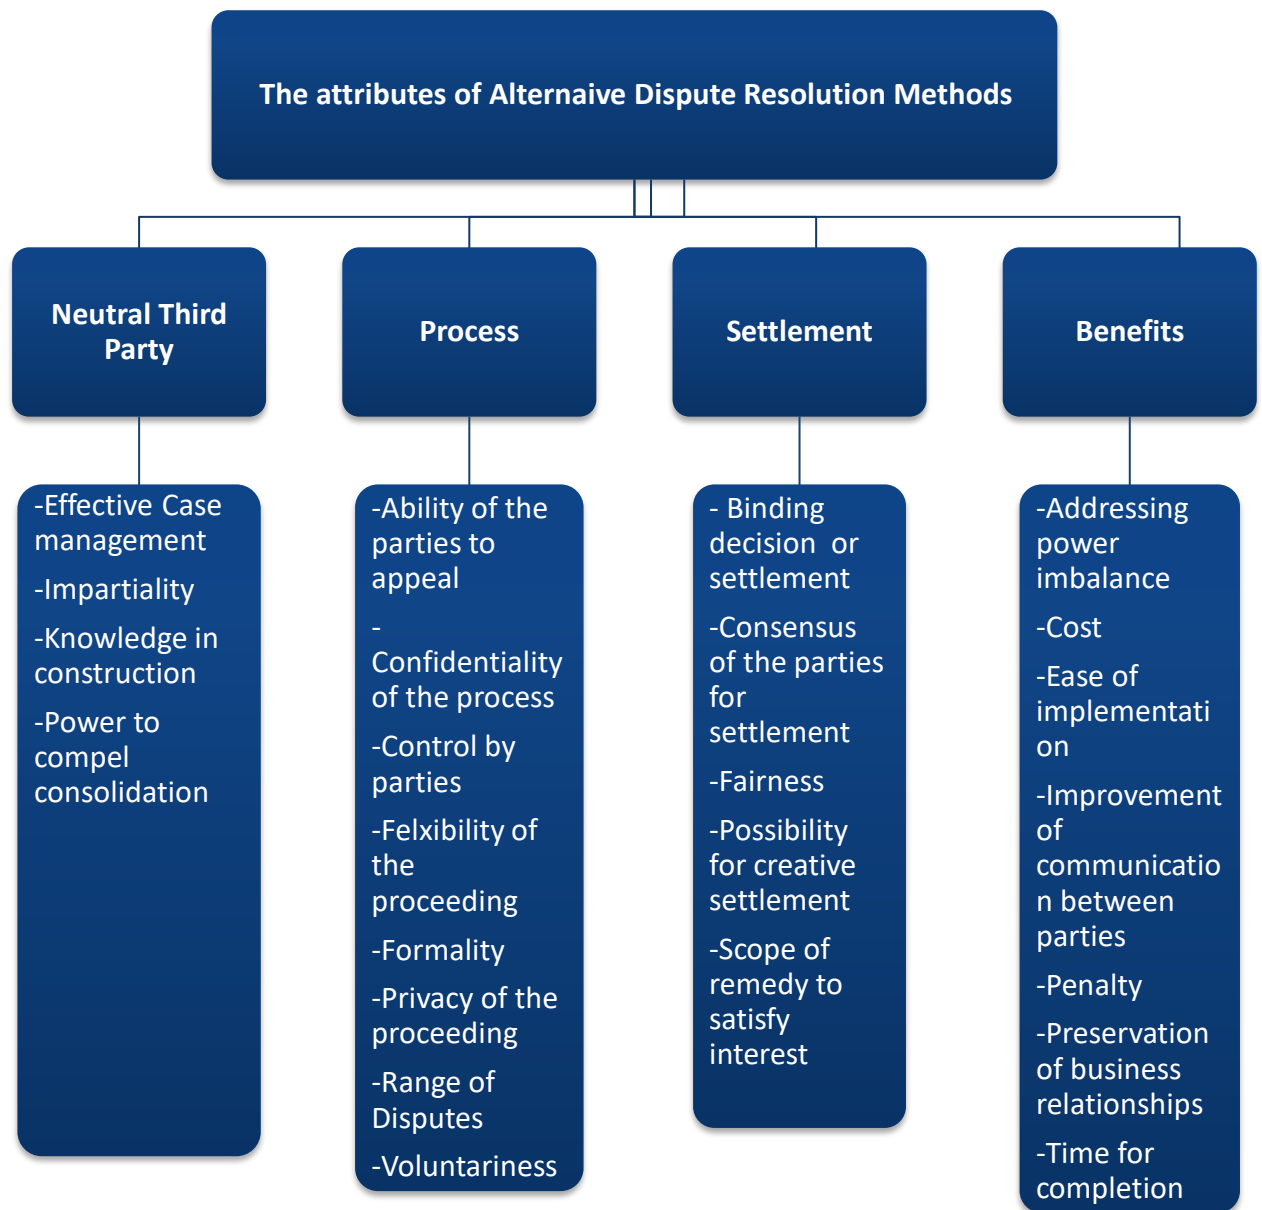 The attributes of Alternaive Dispute Resolution Methods
Neutral Third
Party
Process
Settlement
Benefits
-Effective Case
management
-Impartiality
-Knowledge in
construction
-Power to
compel
consolidation
-Ability of the
parties to
appeal
-
Confidentiality
of the process
-Control by
parties
-Felxibility of
the
proceeding
-Formality
-Privacy of the
proceeding
-Range of
Disputes
-Voluntariness
- Binding
decision or
settlement
-Consensus
of the parties
for
settlement
-Fairness
-Possibility
for creative
settlement
-Scope of
remedy to
satisfy
interest
-Addressing
power
imbalance
-Cost
-Ease of
implementati
on
-Improvement
of
communicatio
n between
parties
-Penalty
-Preservation
of business
relationships
-Time for
completion